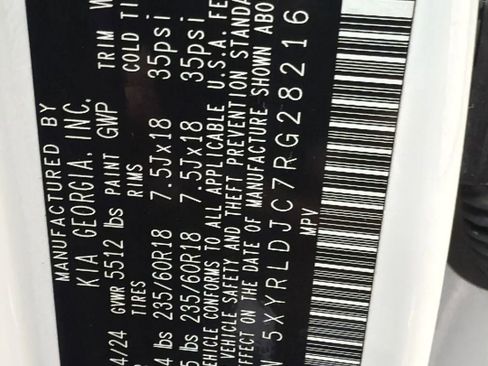 MANUFACTURED BY
KIA GEORGIA, INC.
4/24 GVWR 5512 lbs PAINT GWP TRIM W
TIRES RIMS COLD TI
4 lbs 235/60R18 7.5Jx18 35psi
5 lbs 235/60R18 7.5Jx18 35psi
VEHICLE CONFORMS TO ALL APPLICABLE U.S.A. FE
VEHICLE SAFETY AND THEFT PREVENTION STANDA
EFFECT ON THE DATE OF MANUFACTURE SHOWN ABO
N 5XYRLDJC7RG28216
MPV